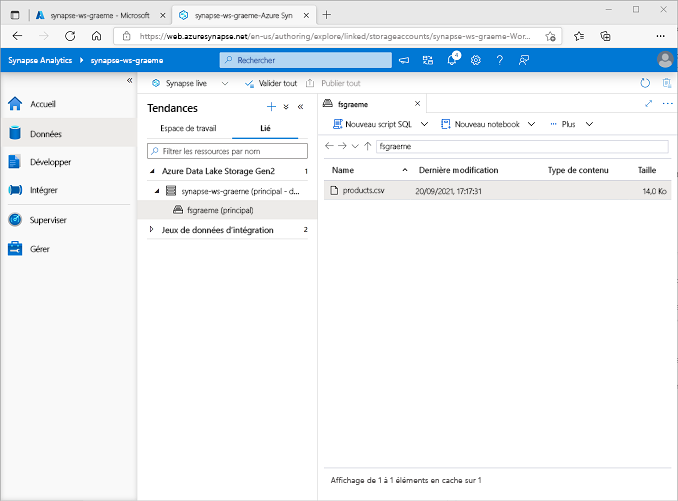 synapse-ws-graeme - Microsoft
synapse-ws-graeme-Azure Syn
https://web.azuresynapse.net/en-us/authoring/explore/linked/storageaccounts/synapse-ws-graeme-Wor...
Synapse Analytics
synapse-ws-graeme
Rechercher
4
Synapse live
Valider tout
Publier tout
Accueil
Données
Développer
Intégrer
Superviser
Gérer
Tendances
Espace de travail
Lié
Filtrer les ressources par nom
Azure Data Lake Storage Gen2 1
synapse-ws-graeme (principal - d...
fsgraeme (principal)
Jeux de données d'intégration 2
fsgraeme
Nouveau script SQL
Nouveau notebook
Plus
fsgraeme
Name Dernière modification Type de contenu Taille
products.csv 20/09/2021, 17:17:31 14,0 Ko
Affichage de 1 à 1 éléments en cache sur 1